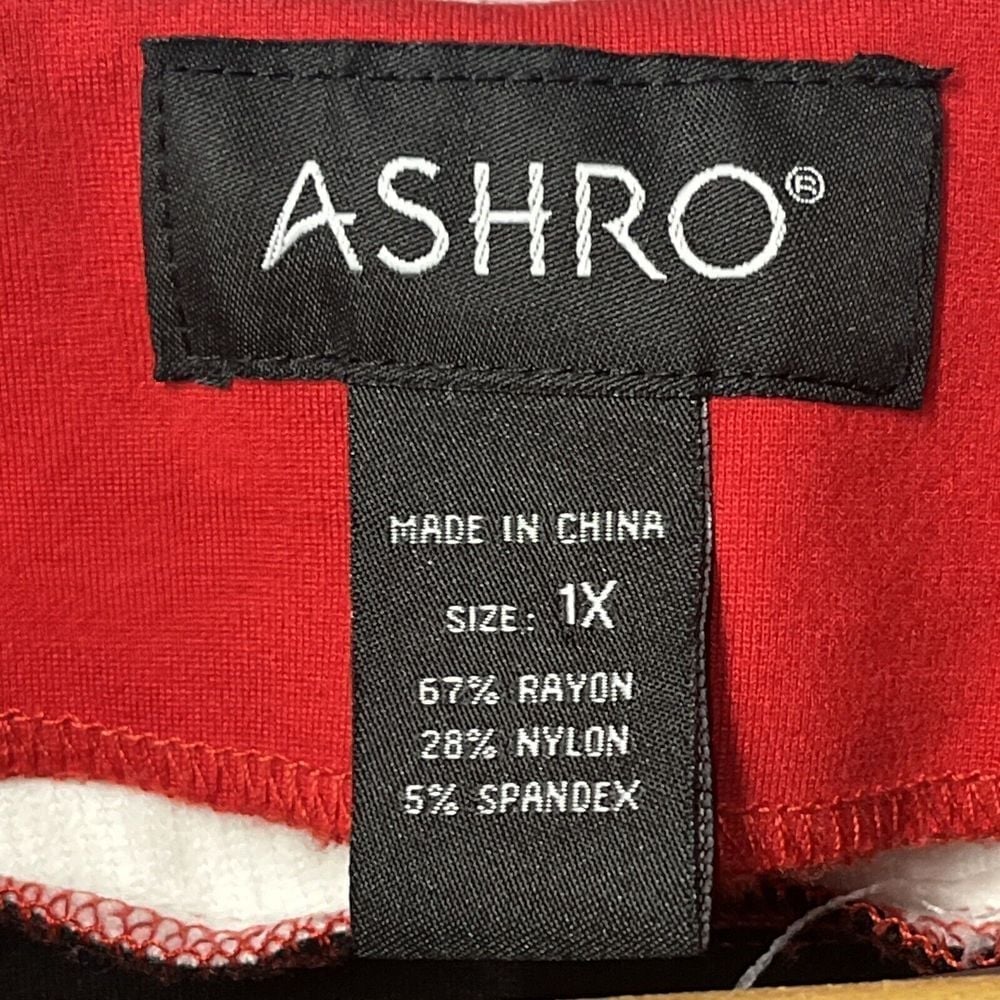 ASHRO®
MADE IN CHINA
SIZE: 1X
67% RAYON
28% NYLON
5% SPANDEX